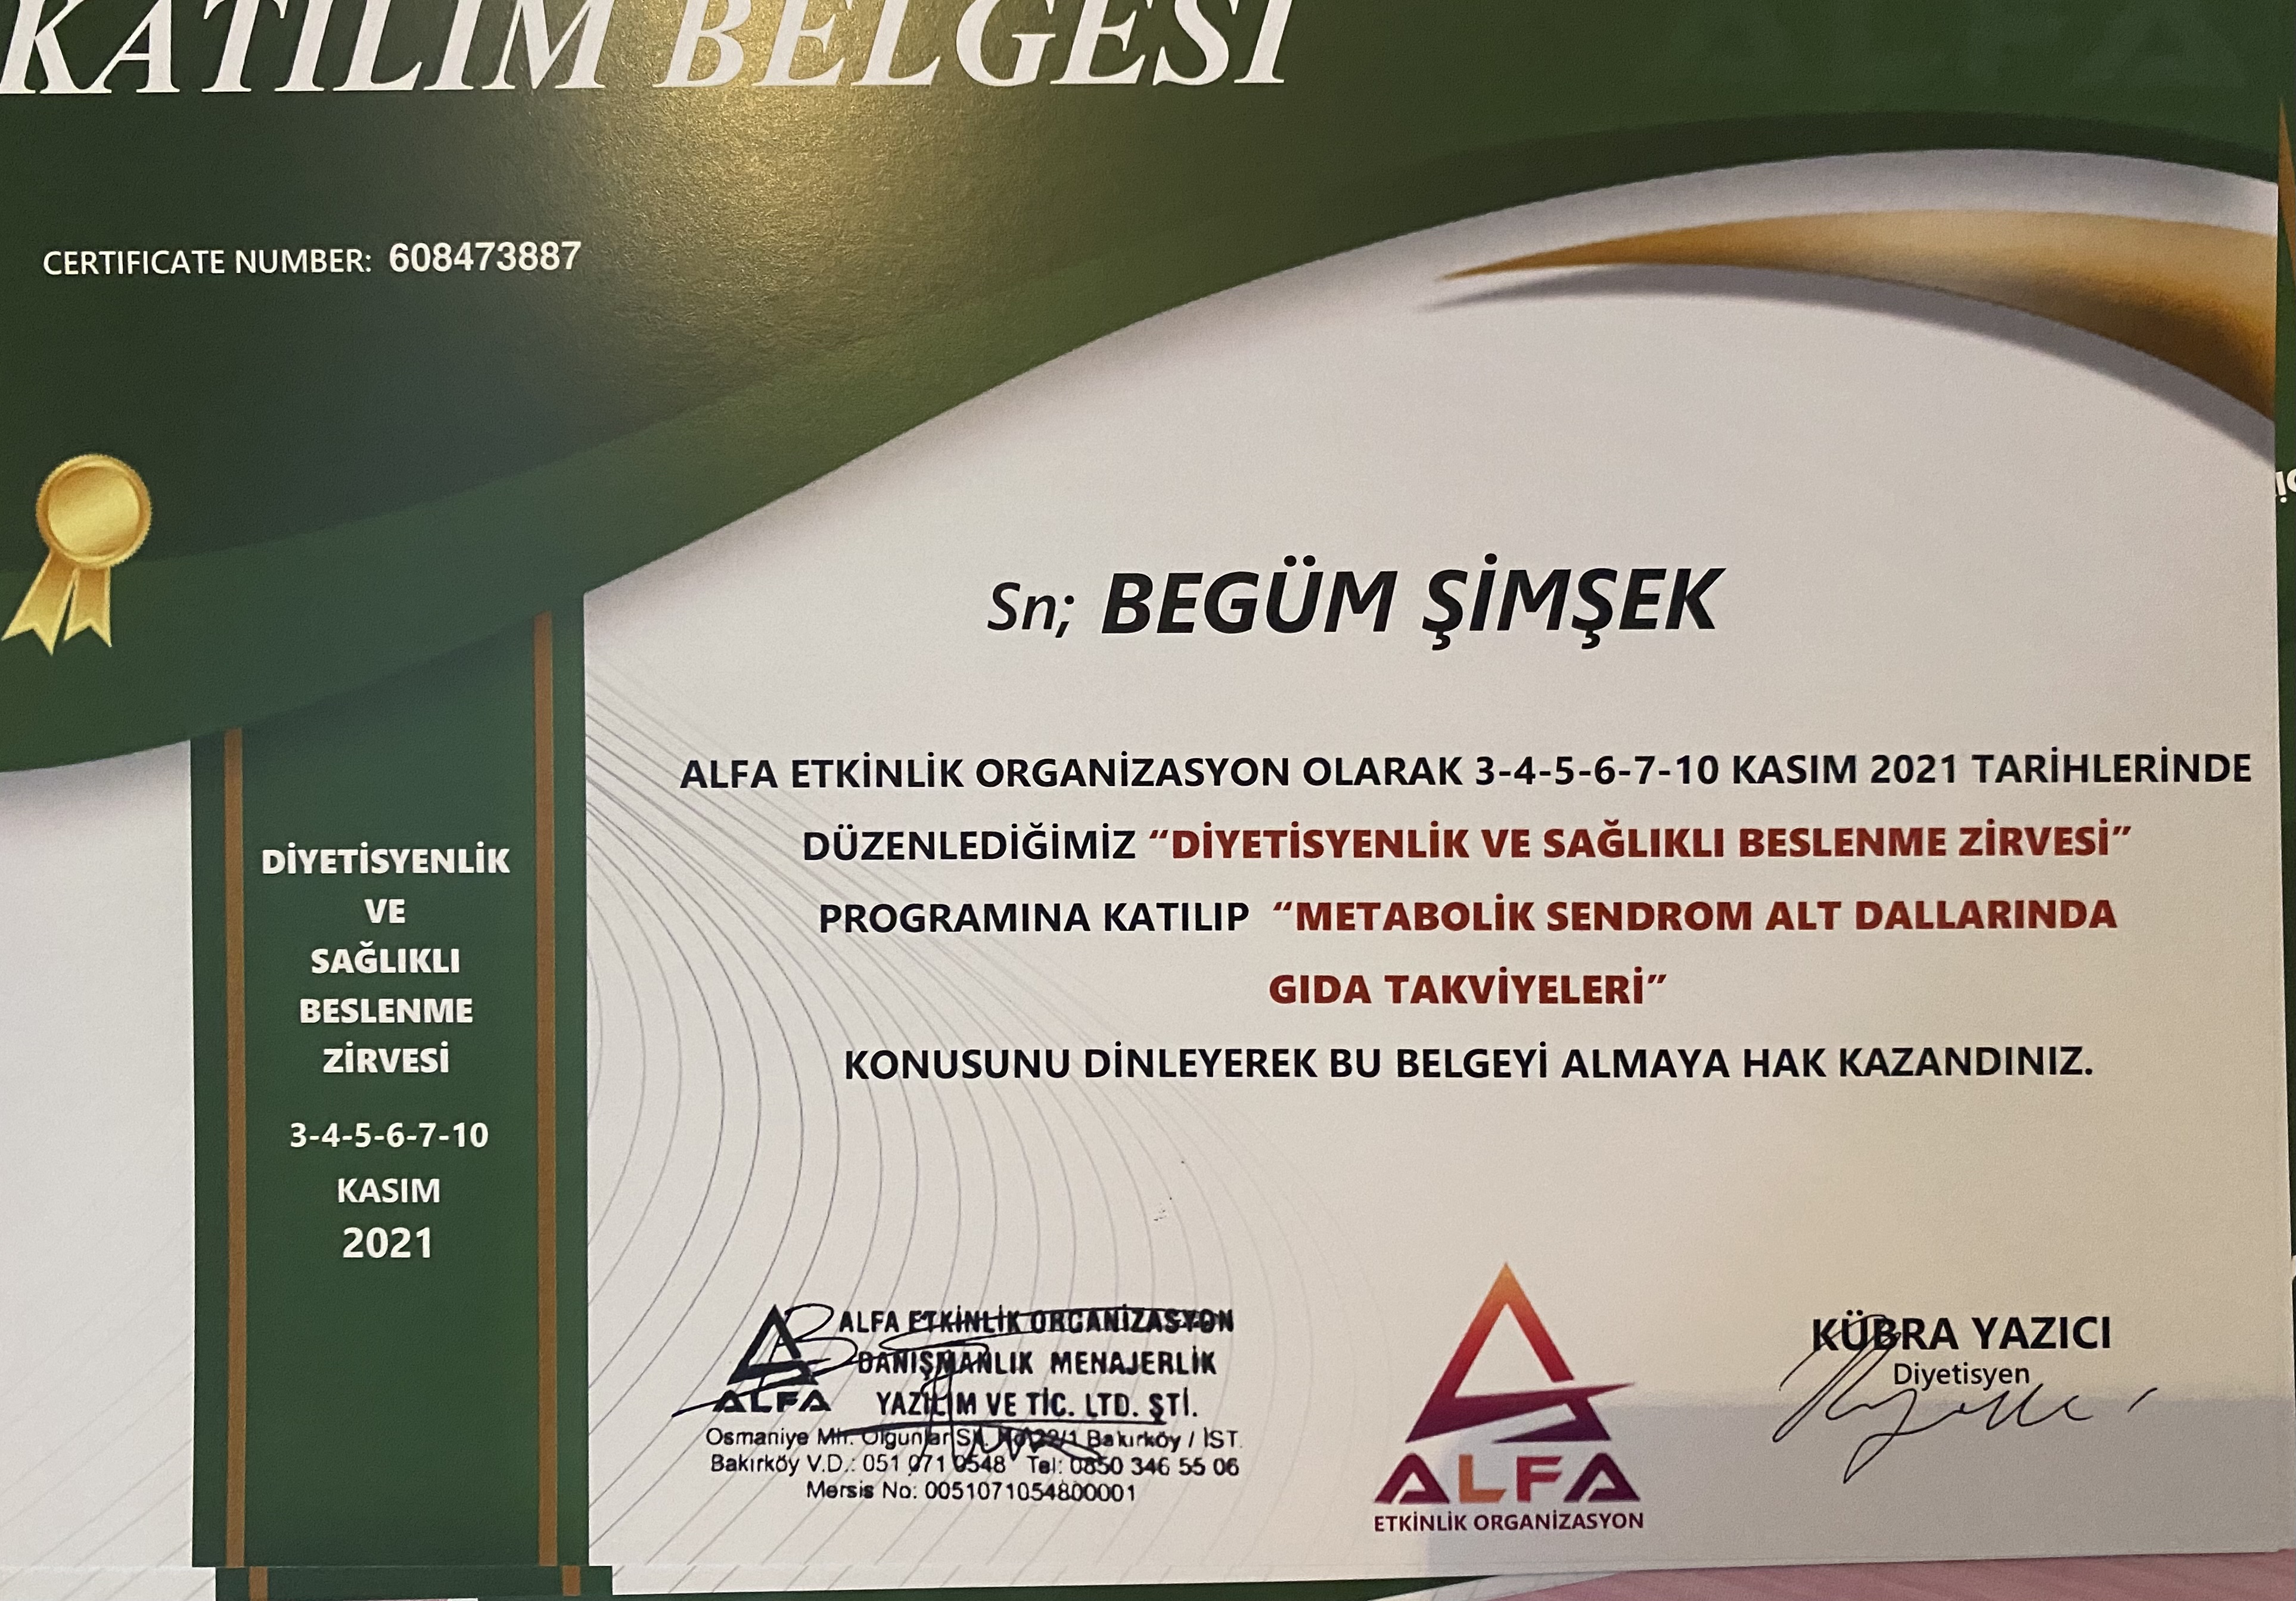 KATILIM BELGESİ
CERTIFICATE NUMBER: 608473887
Sn; BEGÜM ŞİMŞEK
ALFA ETKİNLİK ORGANİZASYON OLARAK 3-4-5-6-7-10 KASIM 2021 TARİHLERİNDE
DÜZENLEDİĞİMİZ “DİYETİSYENLİK VE SAĞLIKLI BESLENME ZİRVESİ”
PROGRAMINA KATILIP “METABOLİK SENDROM ALT DALLARINDA
GIDA TAKVİYELERİ”
KONUSUNU DİNLEYEREK BU BELGEYİ ALMAYA HAK KAZANDINIZ.
DİYETİSYENLİK
VE
SAĞLIKLI
BESLENME
ZİRVESİ
3-4-5-6-7-10
KASIM
2021
ALFA ETKİNLİK ORGANİZASYON
DANIŞMANLIK MENAJERLİK
ALFA YAZILIM VE TİC. LTD. ŞTİ.
Osmaniye Mh. Olgunlar Sk. Bakırköy / İST.
Bakırköy V.D.: 051 071 0548 Tel: 0850 346 55 06
Mersis No: 0051071054800001
ALFA
ETKİNLİK ORGANİZASYON
KÜBRA YAZICI
Diyetisyen